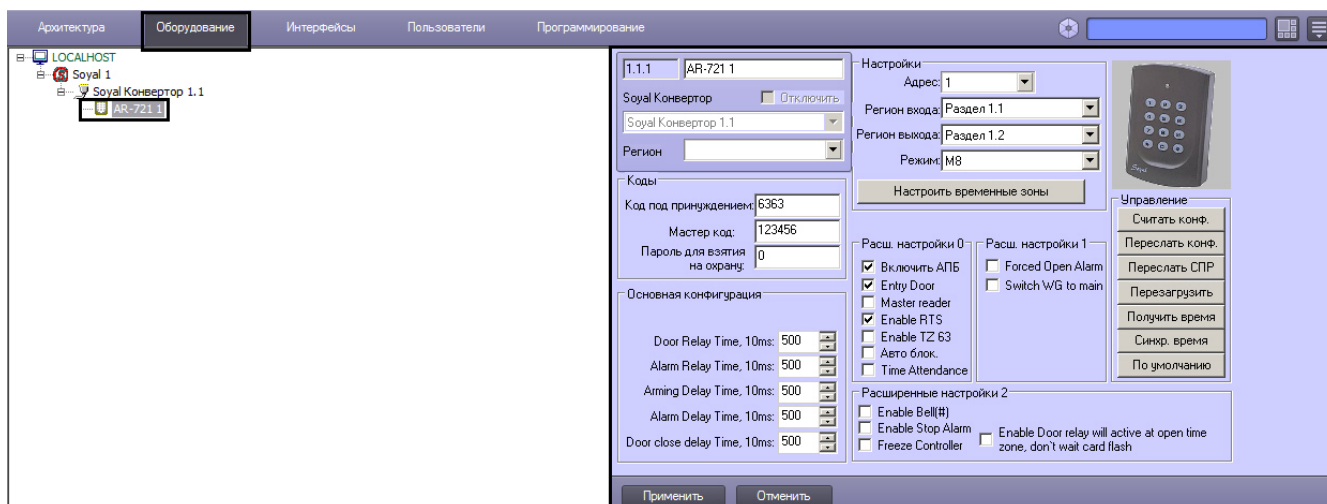 Архитектура Оборудование Интерфейсы Пользователи Программирование
LOCALHOST
Soyal 1
Soyal Конвертор 1.1
AR-721 1
1.1.1 AR-721 1
Soyal Конвертор Отключить
Soyal Конвертор 1.1
Регион
Коды
Код под принуждением: 6363
Мастер код: 123456
Пароль для взятия
на охрану: 0
Основная конфигурация
Door Relay Time, 10ms: 500
Alarm Relay Time, 10ms: 500
Arming Delay Time, 10ms: 500
Alarm Delay Time, 10ms: 500
Door close delay Time, 10ms: 500
Настройки
Адрес: 1
Регион входа: Раздел 1.1
Регион выхода: Раздел 1.2
Режим: M8
Настроить временные зоны
Расш. настройки 0
Включить АПБ
Entry Door
Master reader
Enable RTS
Enable TZ 63
Авто блок.
Time Attendance
Расш. настройки 1
Forced Open Alarm
Switch WG to main
Расширенные настройки 2
Enable Bell(#)
Enable Stop Alarm
Freeze Controller
Enable Door relay will active at open time
zone, don't wait card flash
Soyal
Управление
Считать конф.
Переслать конф.
Переслать СПР
Перезагрузить
Получить время
Синхр. время
По умолчанию
Применить Отменить